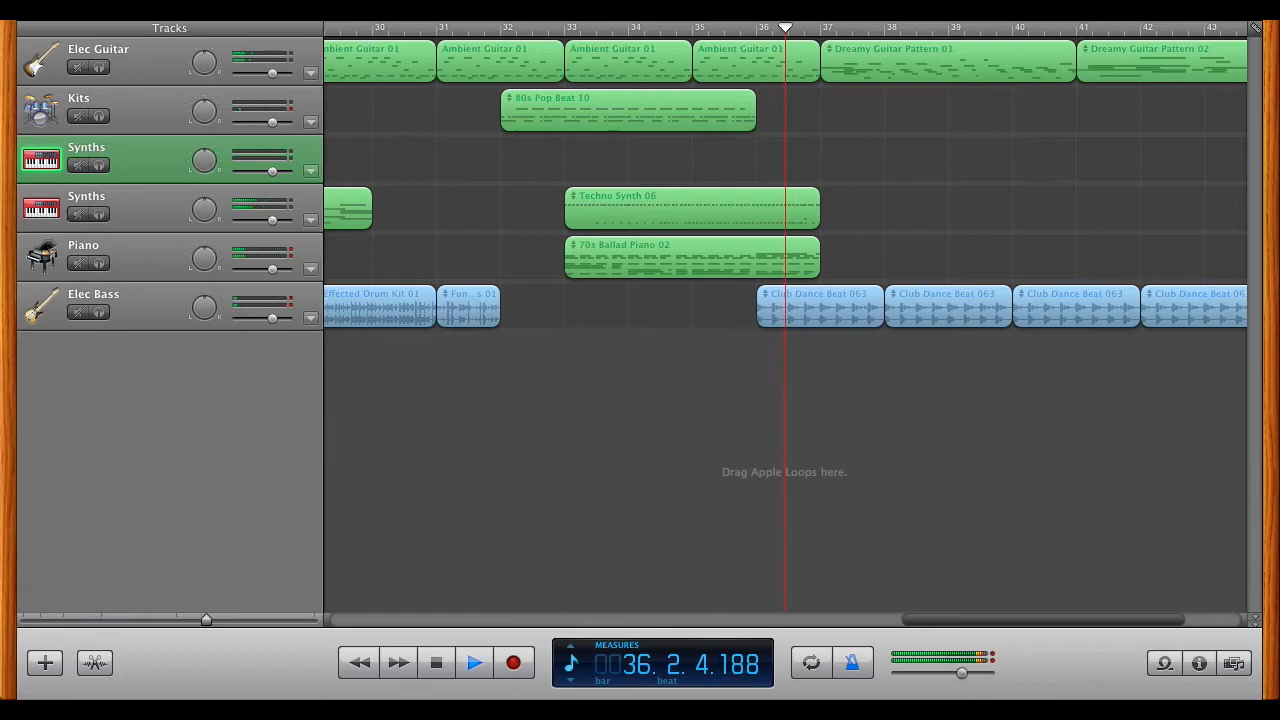 Tracks
30 31 32 33 34 35 36 37 38 39 40 41 42 43
Elec Guitar
L R
mbient Guitar 01 Ambient Guitar 01 Ambient Guitar 01 Ambient Guitar 01 Dreamy Guitar Pattern 01 Dreamy Guitar Pattern 02
Kits
L R
80s Pop Beat 10
Synths
L R
Synths
L R
Techno Synth 06
Piano
L R
70s Ballad Piano 02
Elec Bass
L R
Effected Drum Kit 01 Fun...s 01 Club Dance Beat 063 Club Dance Beat 063 Club Dance Beat 063 Club Dance Beat 06
Drag Apple Loops here.
MEASURES
0036. 2. 4.188
bar beat